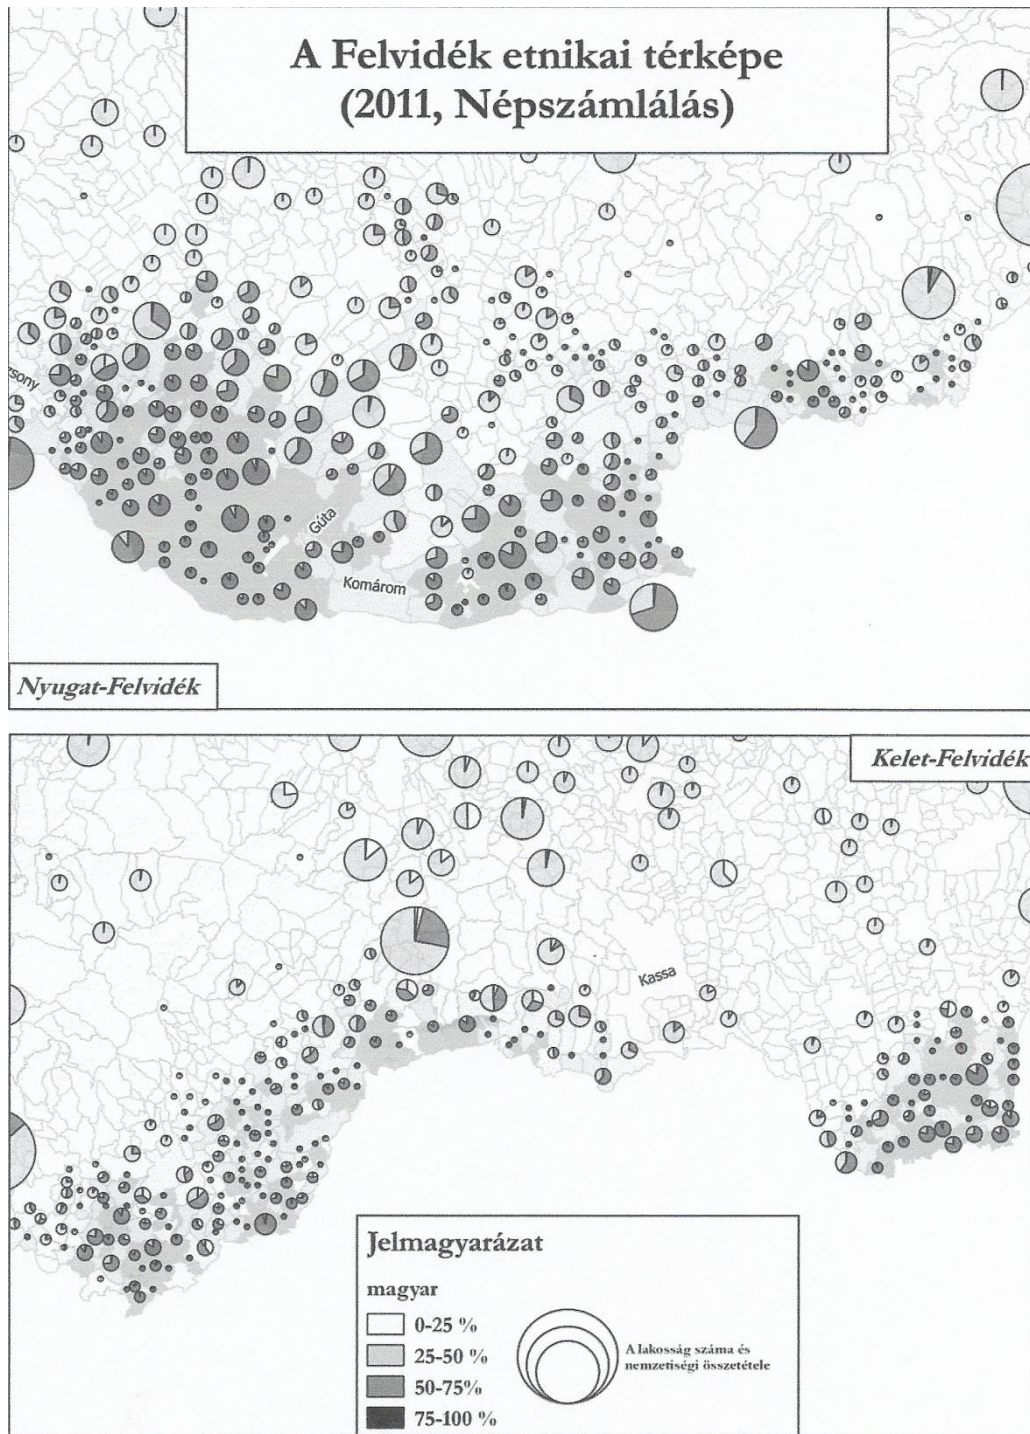 A Felvidék etnikai térképe
(2011, Népszámlálás)
zsony
Gúta
Komárom
Nyugat-Felvidék
Kelet-Felvidék
Kassa
Jelmagyarázat
magyar
0-25 %
25-50 %
50-75%
75-100 %
A lakosság száma és
nemzetiségi összetétele